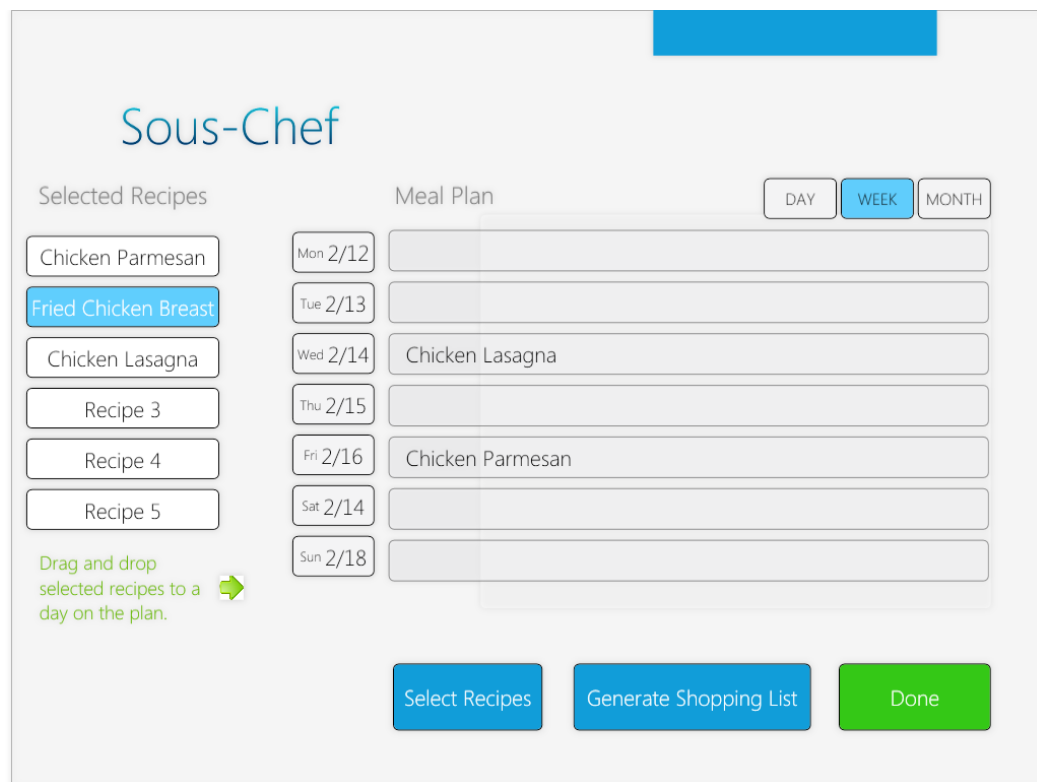 Sous-Chef
Selected Recipes
Meal Plan
DAY
WEEK
MONTH
Chicken Parmesan
Fried Chicken Breast
Chicken Lasagna
Recipe 3
Recipe 4
Recipe 5
Drag and drop
selected recipes to a
day on the plan.
Mon 2/12
Tue 2/13
Wed 2/14 Chicken Lasagna
Thu 2/15
Fri 2/16 Chicken Parmesan
Sat 2/14
Sun 2/18
Select Recipes
Generate Shopping List
Done